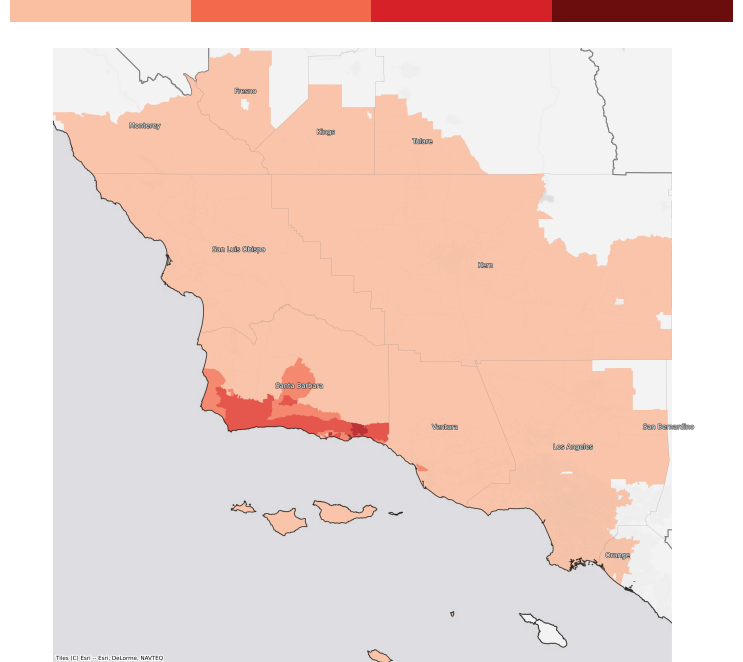 Fresno
Monterey
Kings
Tulare
San Luis Obispo
Kern
Santa Barbara
Ventura
San Bernardino
Los Angeles
Orange
Tiles (C) Esri -- Esri, DeLorme, NAVTEQ